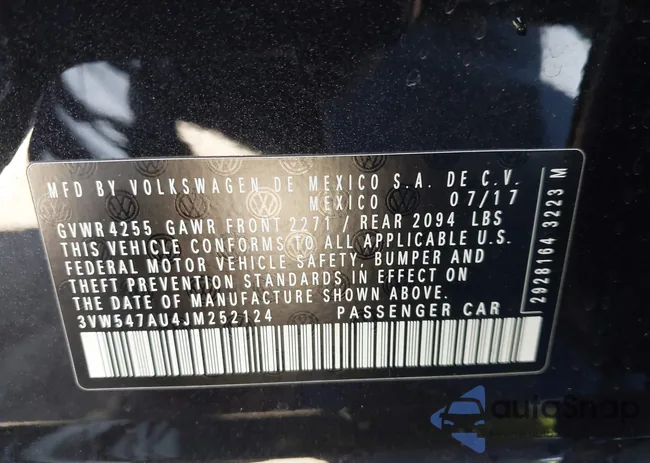 MFD BY VOLKSWAGEN DE MEXICO S.A. DE C.V.
MEXICO 07/17
GVWR 4255 GAWR FRONT 2271 / REAR 2094 LBS
THIS VEHICLE CONFORMS TO ALL APPLICABLE U.S.
FEDERAL MOTOR VEHICLE SAFETY, BUMPER AND
THEFT PREVENTION STANDARDS IN EFFECT ON
THE DATE OF MANUFACTURE SHOWN ABOVE.
3VW547AU4JM252124 PASSENGER CAR
2928164 3223 M
autoSnap